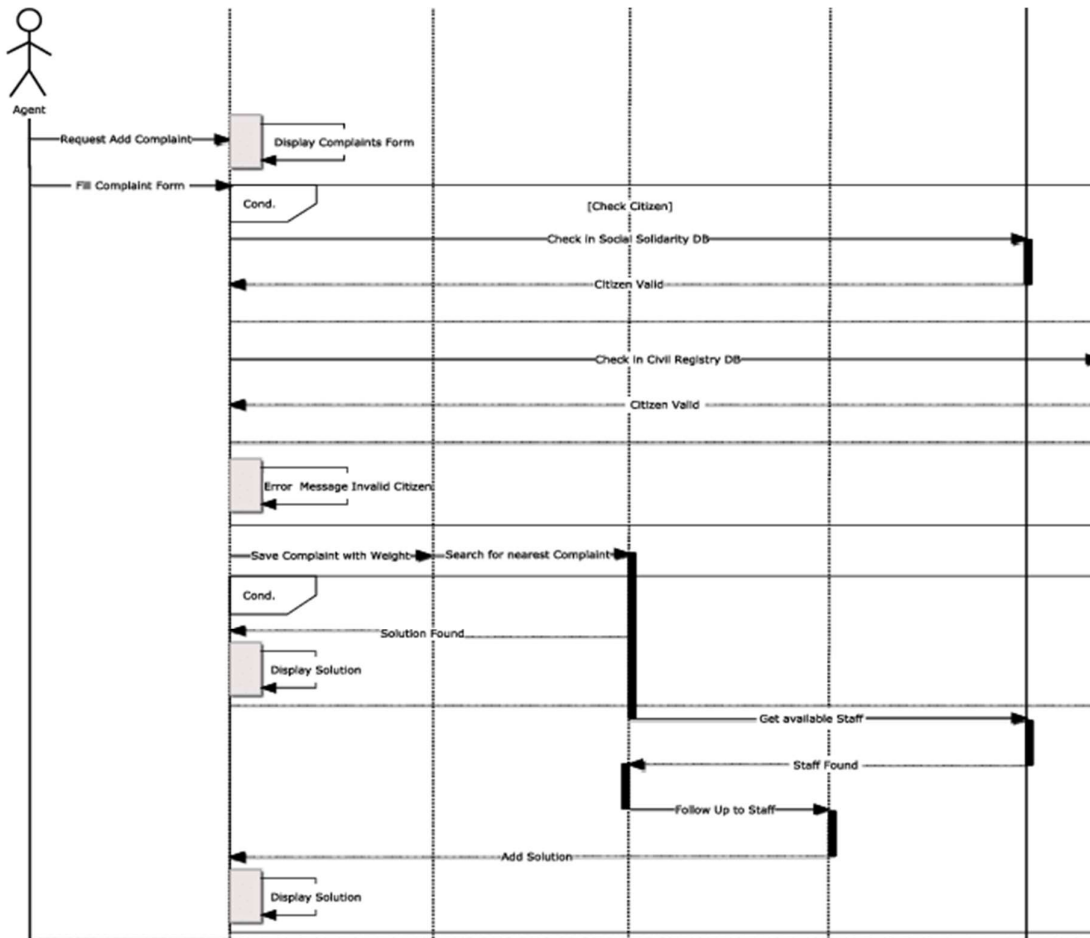 Agent
Request Add Complaint
Display Complaints Form
Fill Complaint Form
Cond.
[Check Citizen]
Check in Social Solidarity DB
Citizen Valid
Check in Civil Registry DB
Citizen Valid
Error Message Invalid Citizen
Save Complaint with Weight
Search for nearest Complaint
Cond.
Solution Found
Display Solution
Get available Staff
Staff Found
Follow Up to Staff
Add Solution
Display Solution